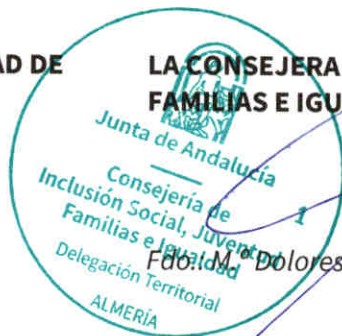 AD DE
LA CONSEJERA
FAMILIAS E IGU
Junta de Andalucía
Consejería de
Inclusión Social, Juventud,
Familias e Igualdad
Delegación Territorial
ALMERÍA
1
Fdo.: M.ª Dolores